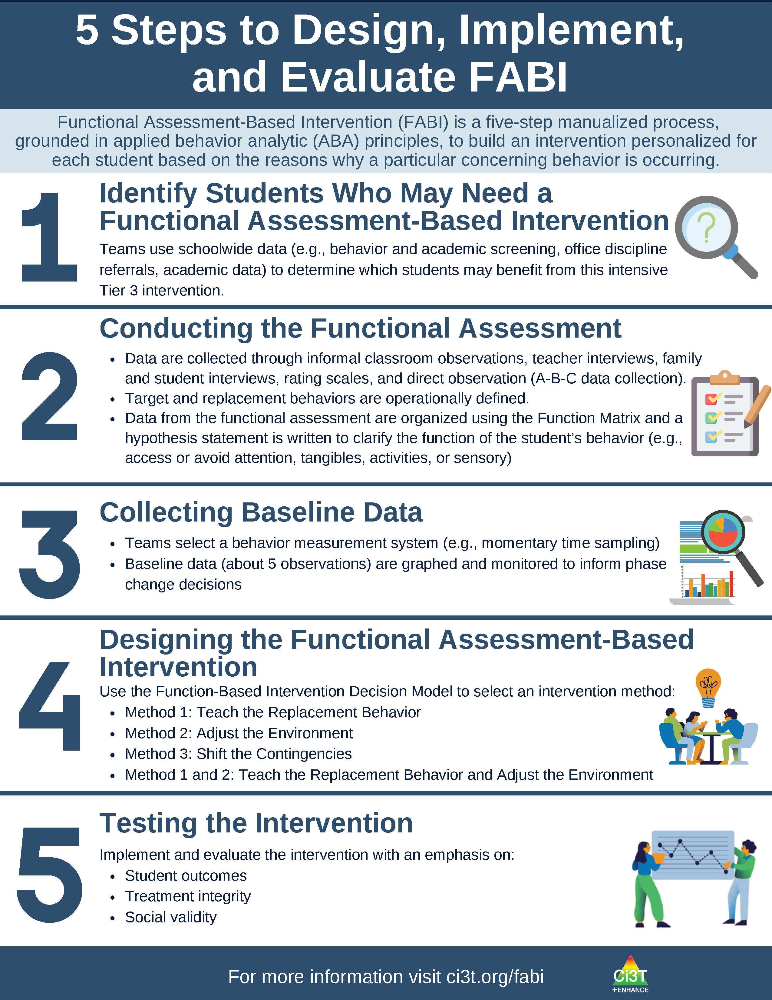 5 Steps to Design, Implement,
and Evaluate FABI
Functional Assessment-Based Intervention (FABI) is a five-step manualized process,
grounded in applied behavior analytic (ABA) principles, to build an intervention personalized for
each student based on the reasons why a particular concerning behavior is occurring.
1
Identify Students Who May Need a
Functional Assessment-Based Intervention
?
Teams use schoolwide data (e.g., behavior and academic screening, office discipline
referrals, academic data) to determine which students may benefit from this intensive
Tier 3 intervention.
2
Conducting the Functional Assessment
• Data are collected through informal classroom observations, teacher interviews, family
and student interviews, rating scales, and direct observation (A-B-C data collection).
• Target and replacement behaviors are operationally defined.
• Data from the functional assessment are organized using the Function Matrix and a
hypothesis statement is written to clarify the function of the student’s behavior (e.g.,
access or avoid attention, tangibles, activities, or sensory)
3
Collecting Baseline Data
• Teams select a behavior measurement system (e.g., momentary time sampling)
• Baseline data (about 5 observations) are graphed and monitored to inform phase
change decisions
4
Designing the Functional Assessment-Based
Intervention
Use the Function-Based Intervention Decision Model to select an intervention method:
• Method 1: Teach the Replacement Behavior
• Method 2: Adjust the Environment
• Method 3: Shift the Contingencies
• Method 1 and 2: Teach the Replacement Behavior and Adjust the Environment
5
Testing the Intervention
Implement and evaluate the intervention with an emphasis on:
• Student outcomes
• Treatment integrity
• Social validity
For more information visit ci3t.org/fabi
Ci3T
+ENHANCE